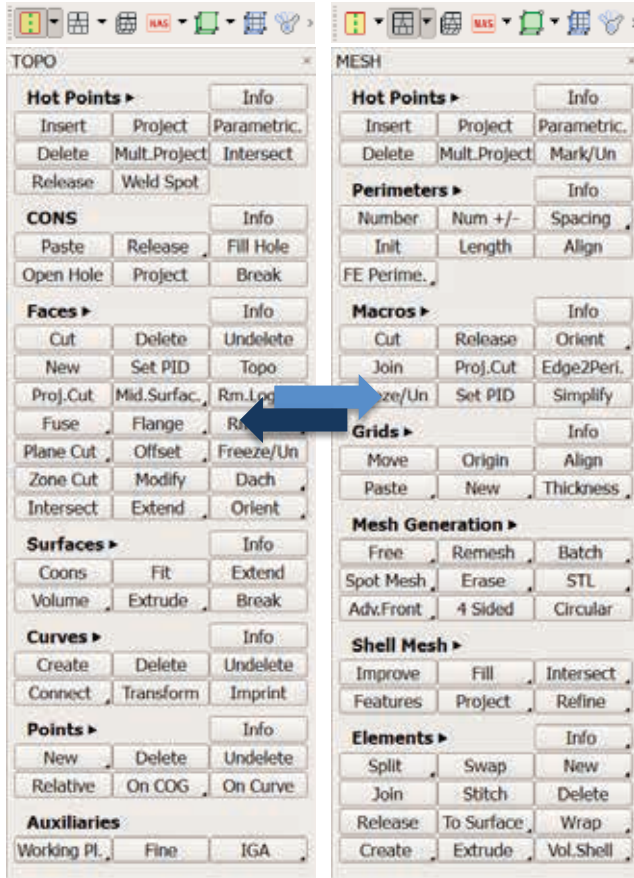 NAS
TOPO ×
Hot Points Info
Insert Project Parametric.
Delete Mult.Project Intersect
Release Weld Spot
CONS Info
Paste Release Fill Hole
Open Hole Project Break
Faces Info
Cut Delete Undelete
New Set PID Topo
Proj.Cut Mid.Surfac.
Fuse Flange
Plane Cut Offset Freeze/Un
Zone Cut Modify Dach
Intersect Extend Orient
Surfaces Info
Coons Fit Extend
Volume Extrude Break
Curves Info
Create Delete Undelete
Connect Transform Imprint
Points Info
New Delete Undelete
Relative On COG On Curve
Auxiliaries
Working Pl. Fine IGA
NAS
MESH
Hot Points Info
Insert Project Parametric.
Delete Mult.Project Mark/Un
Perimeters Info
Number Num +/- Spacing
Init Length Align
FE Perime.
Macros Info
Cut Release Orient
Join Proj.Cut Edge2Peri.
Set PID Simplify
Grids Info
Move Origin Align
Paste New Thickness
Mesh Generation
Free Remesh Batch
Spot Mesh Erase STL
Adv.Front 4 Sided Circular
Shell Mesh
Improve Fill Intersect
Features Project Refine
Elements Info
Split Swap New
Join Stitch Delete
Release To Surface Wrap
Create Extrude Vol.Shell